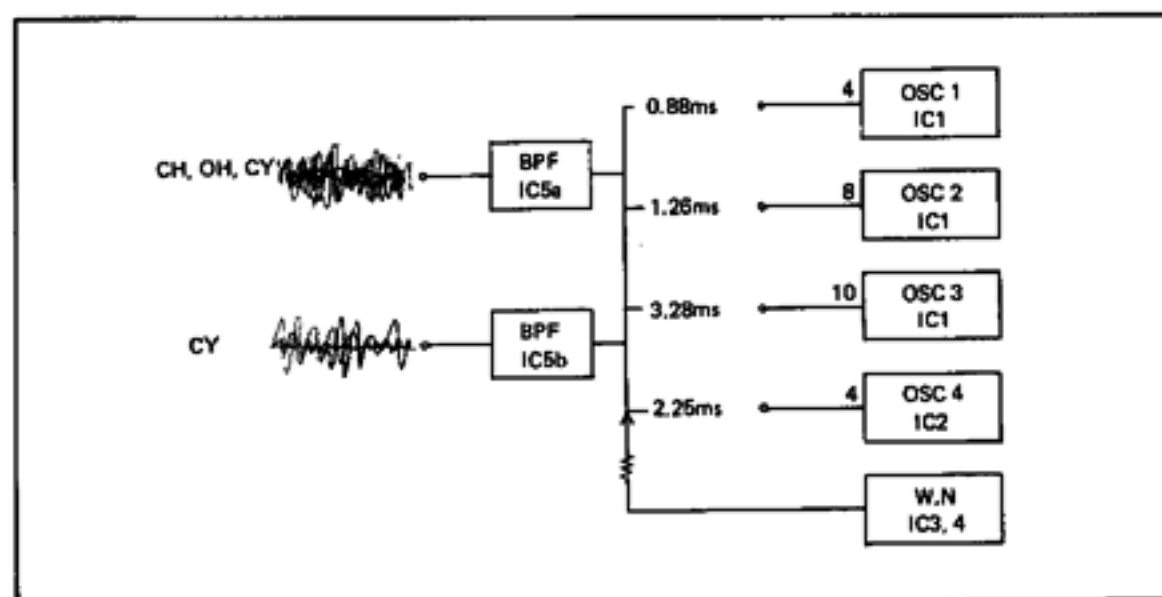 CH, OH, CY
BPF
IC5a
CY
BPF
IC5b
0.88ms
1.26ms
3.28ms
2.25ms
4
OSC 1
IC1
8
OSC 2
IC1
10
OSC 3
IC1
4
OSC 4
IC2
W.N
IC3, 4